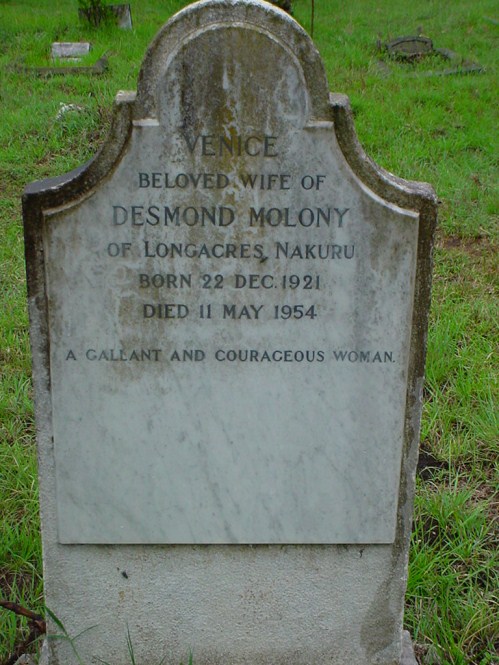 VENICE
BELOVED WIFE OF
DESMOND MOLONY
OF LONGACRES, NAKURU
BORN 22 DEC. 1921
DIED 11 MAY 1954
A GALLANT AND COURAGEOUS WOMAN.